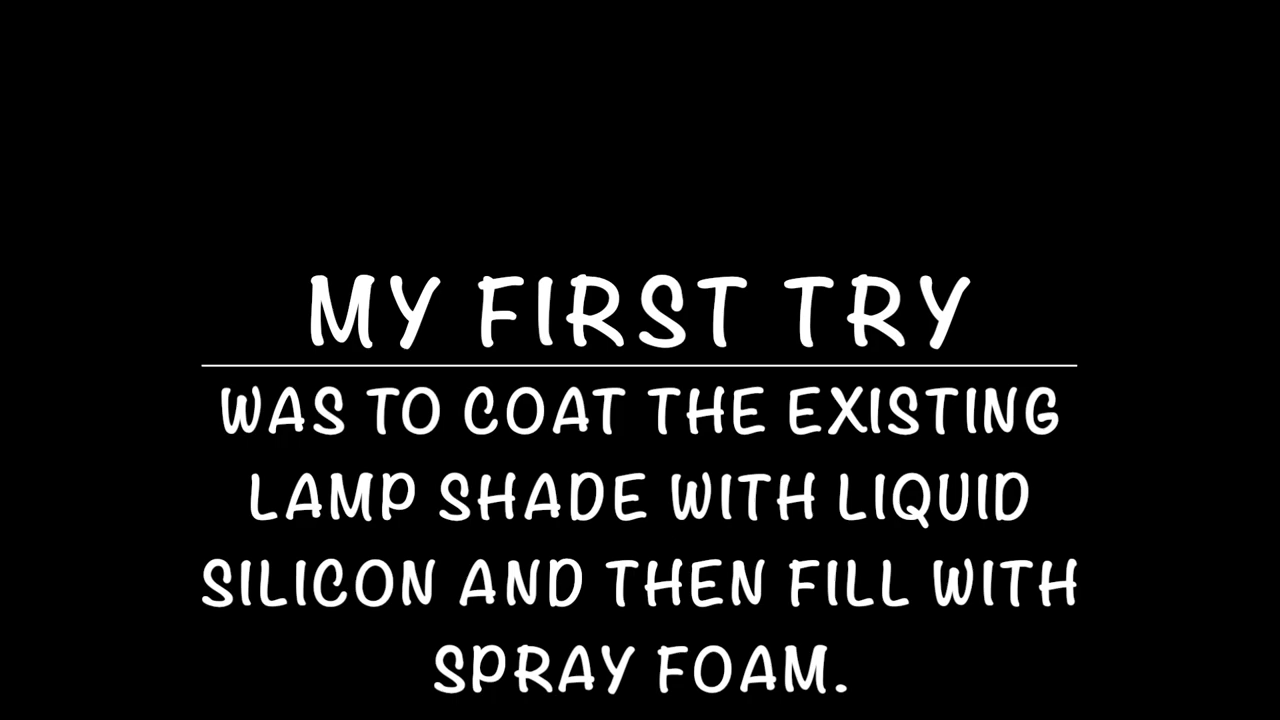 MY FIRST TRY
WAS TO COAT THE EXISTING
LAMP SHADE WITH LIQUID
SILICON AND THEN FILL WITH
SPRAY FOAM.